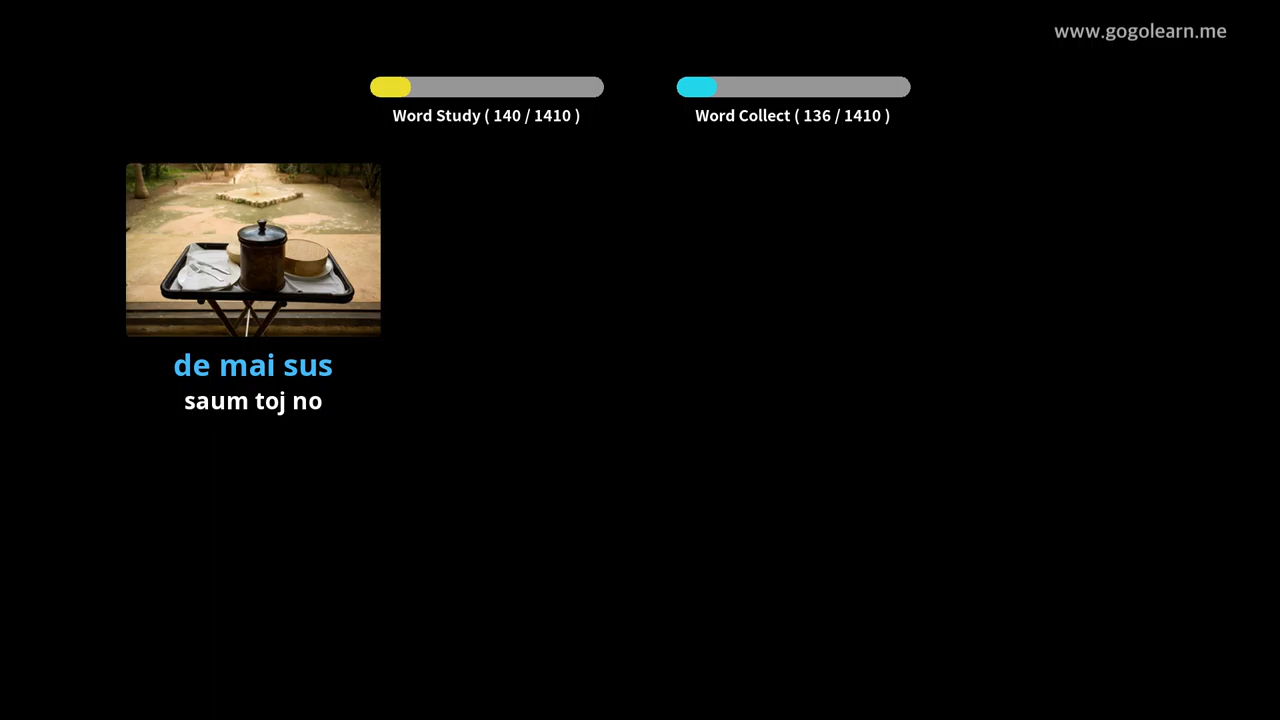 www.gogolearn.me
Word Study ( 140 / 1410 )
Word Collect ( 136 / 1410 )
de mai sus
saum toj no